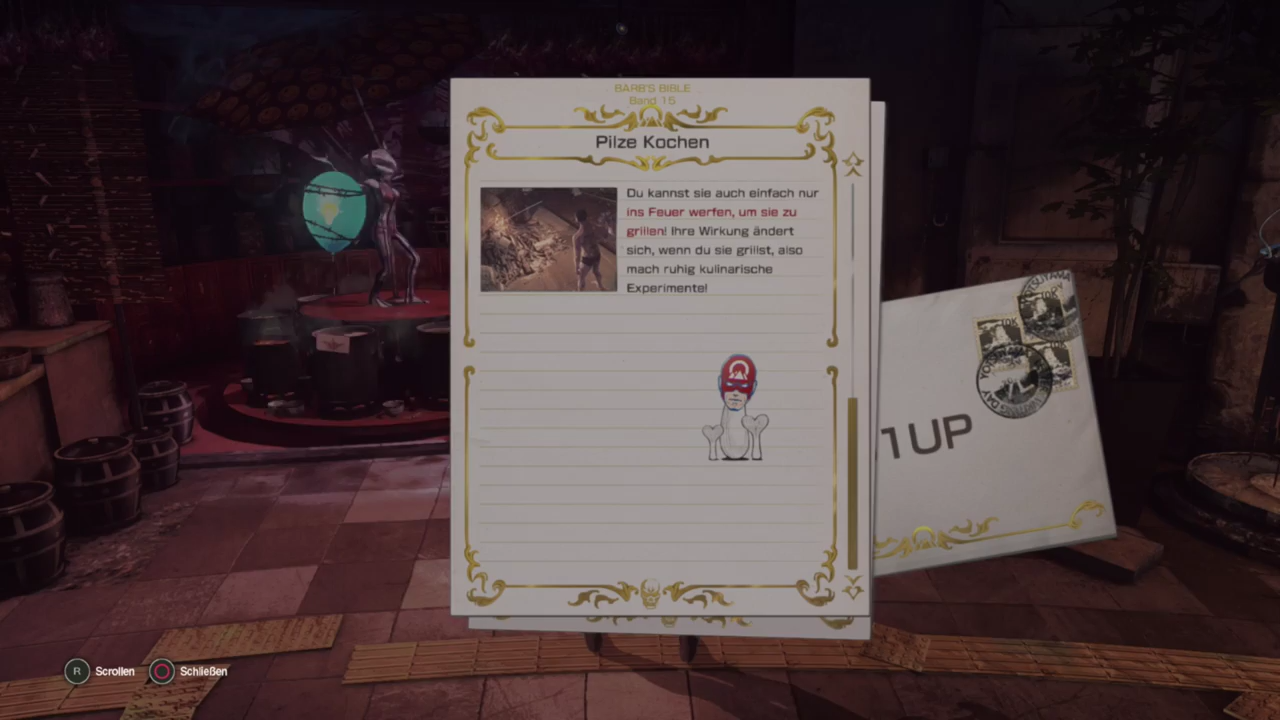 BARB'S BIBLE
Band 15
Pilze Kochen
Du kannst sie auch einfach nur
ins Feuer werfen, um sie zu
grillen! Ihre Wirkung ändert
sich, wenn du sie grillst, also
mach ruhig kulinarische
Experimente!
1UP
R Scrollen
Schließen